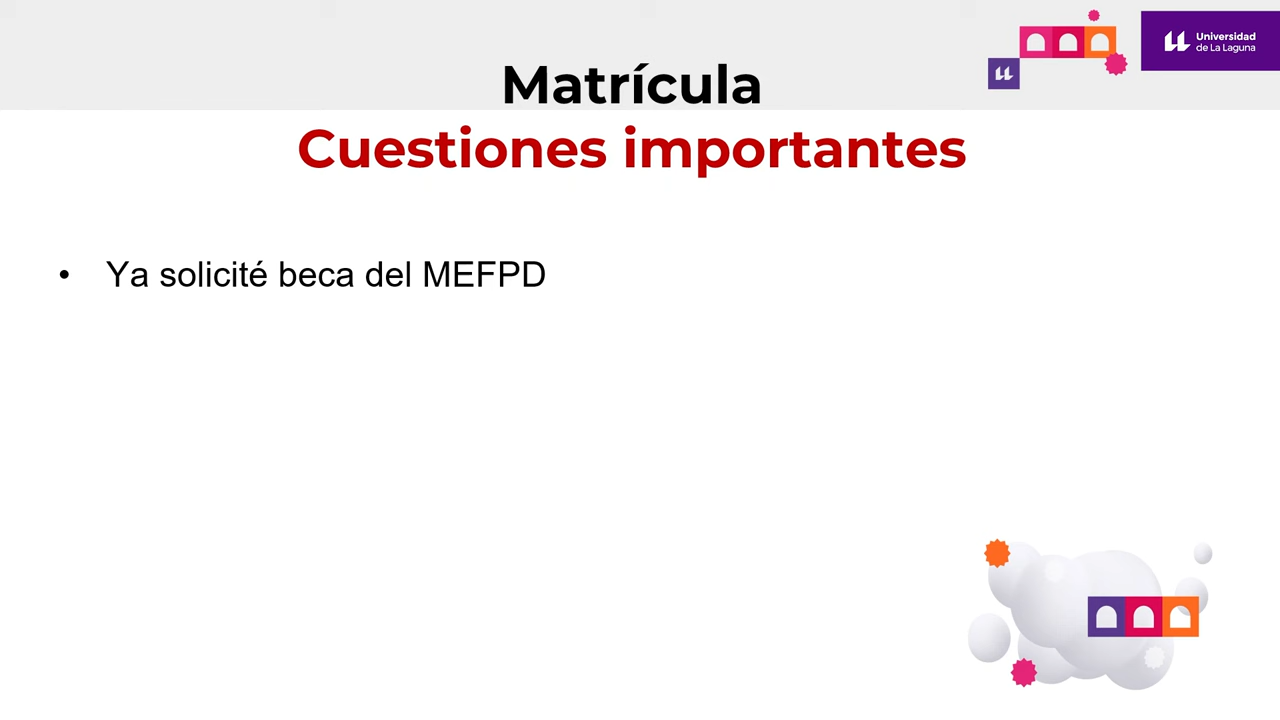 Universidad
de La Laguna
Matrícula
Cuestiones importantes
• Ya solicité beca del MEFPD